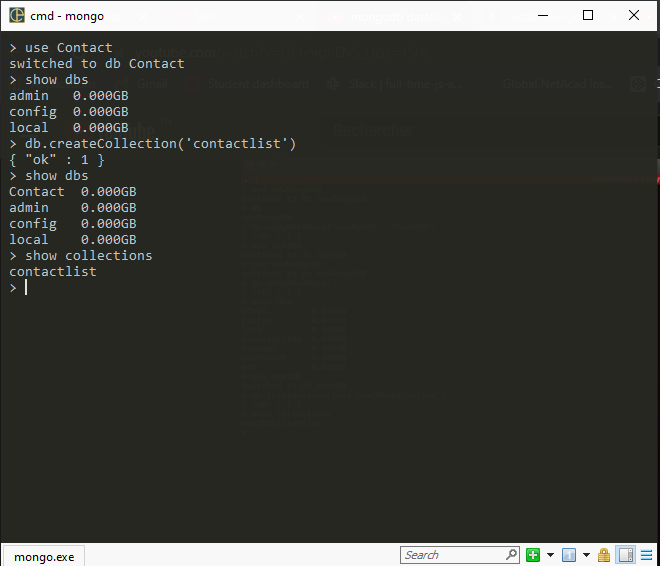 cmd - mongo
> use Contact
switched to db Contact
> show dbs
admin   0.000GB
config  0.000GB
local   0.000GB
> db.createCollection('contactlist')
{ "ok" : 1 }
> show dbs
Contact  0.000GB
admin    0.000GB
config   0.000GB
local    0.000GB
> show collections
contactlist
>
mongo.exe
Search